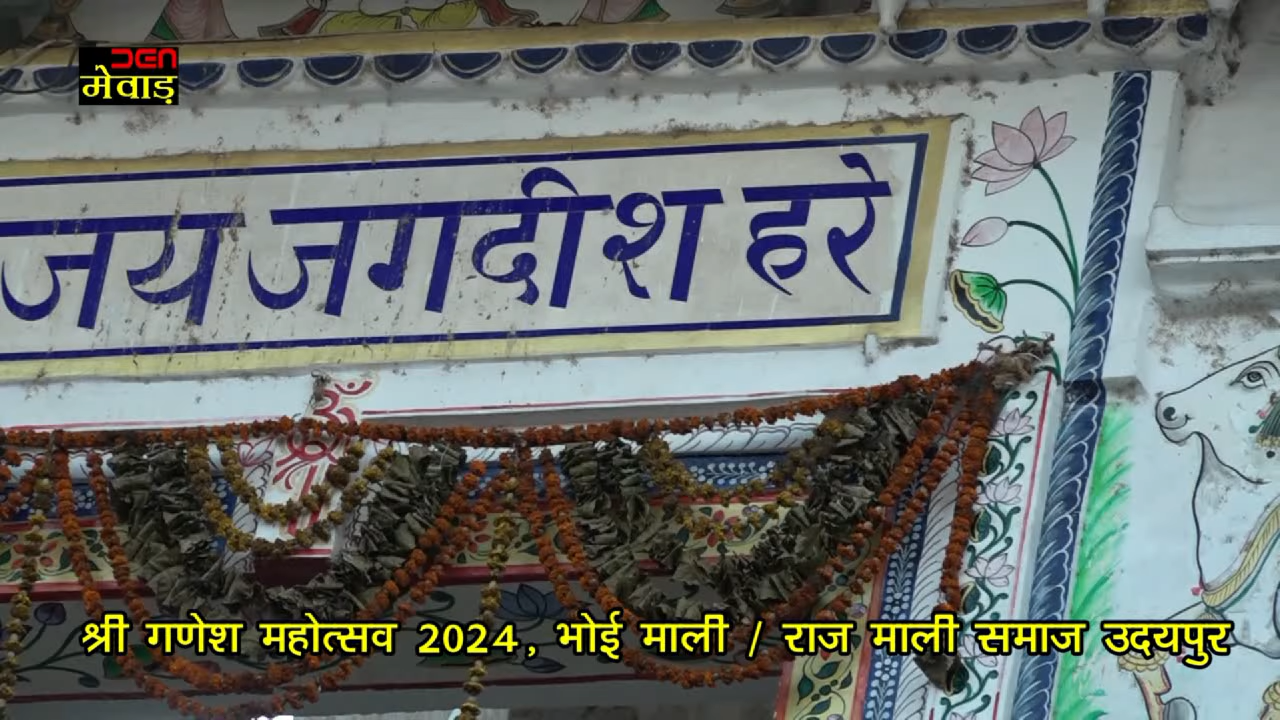 DEN
मेवाड़
जय जगदीश हरे
ॐ
श्री गणेश महोत्सव 2024, भोई माली / राज माली समाज उदयपुर